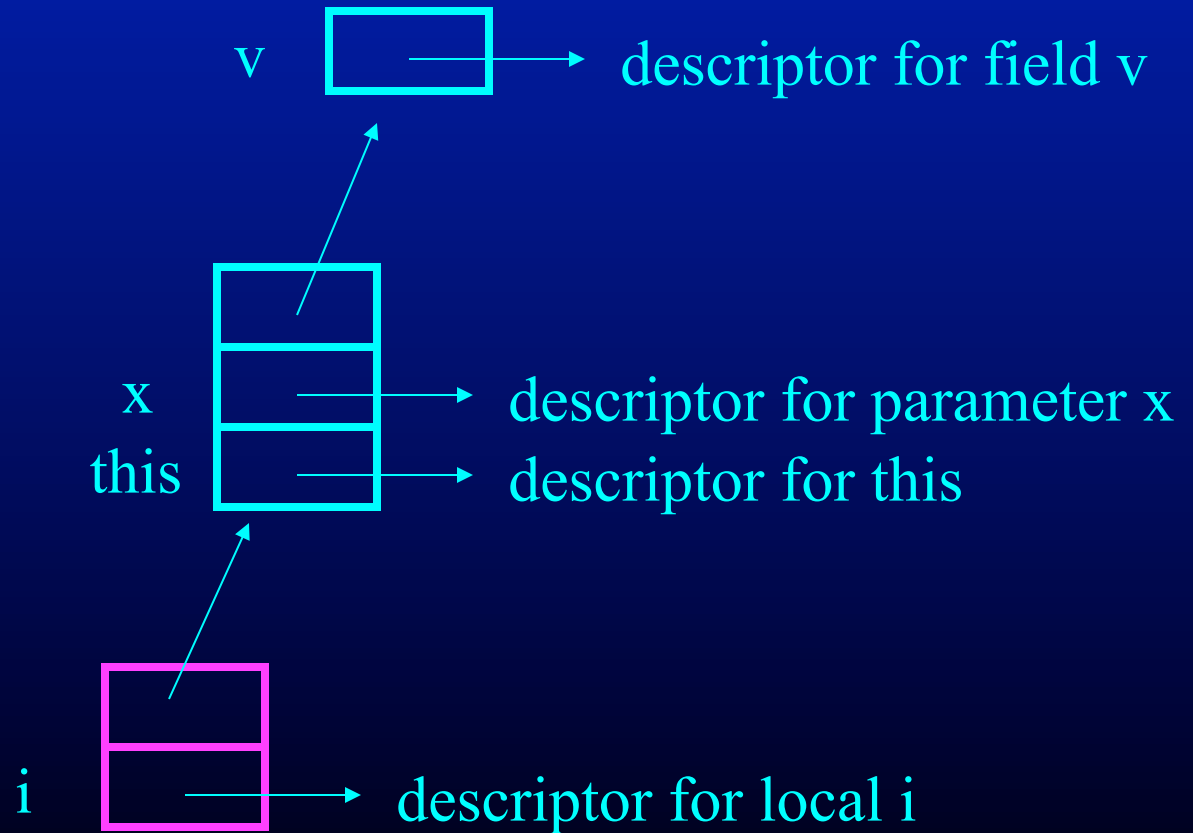 v descriptor for field v
x descriptor for parameter x
this descriptor for this
i descriptor for local i